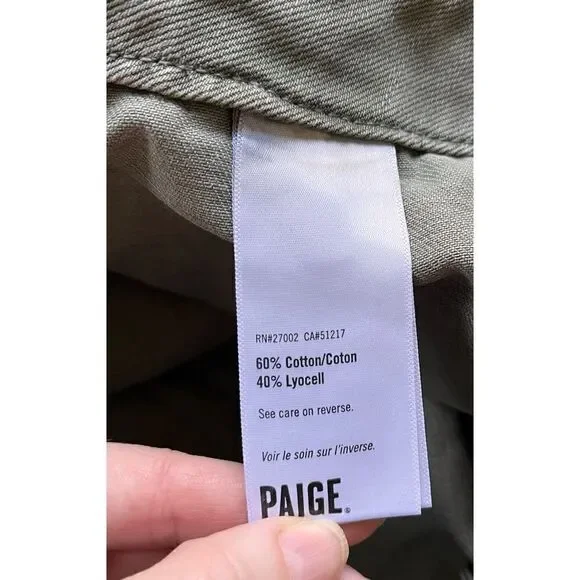 RN#27002 CA#51217
60% Cotton/Coton
40% Lyocell
See care on reverse.
Voir le soin sur l'inverse.
PAIGE®